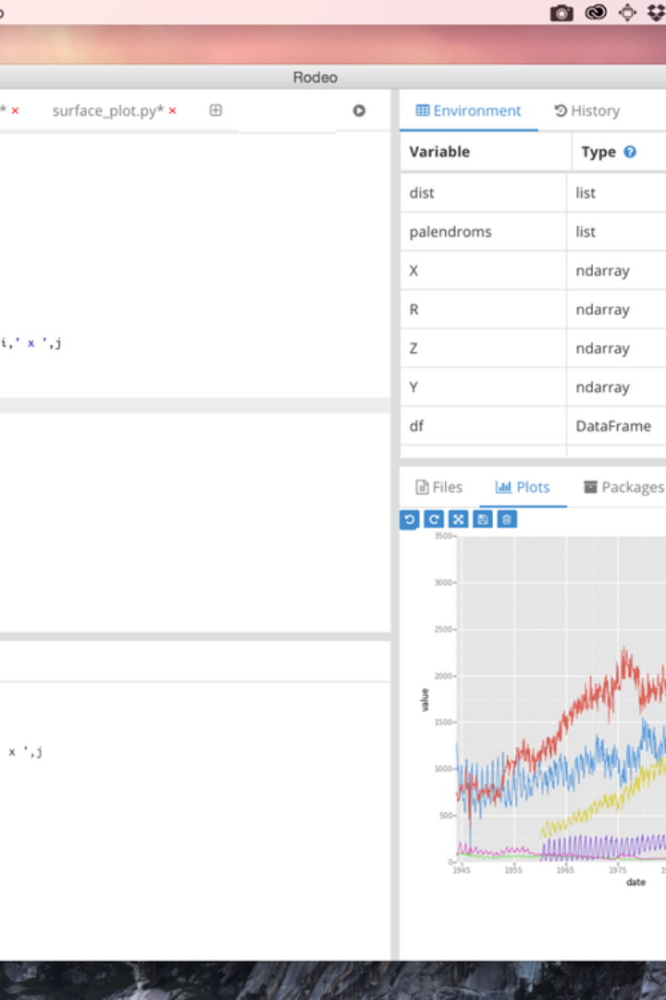 Rodeo
* × surface_plot.py* ×
i,' x ',j
x ',j
Environment History
Variable Type ?
dist list
palendroms list
X ndarray
R ndarray
Z ndarray
Y ndarray
df DataFrame
Files Plots Packages
3500
3000
2500
2000
1500
1000
500
0
value
1945 1955 1965 1975
date